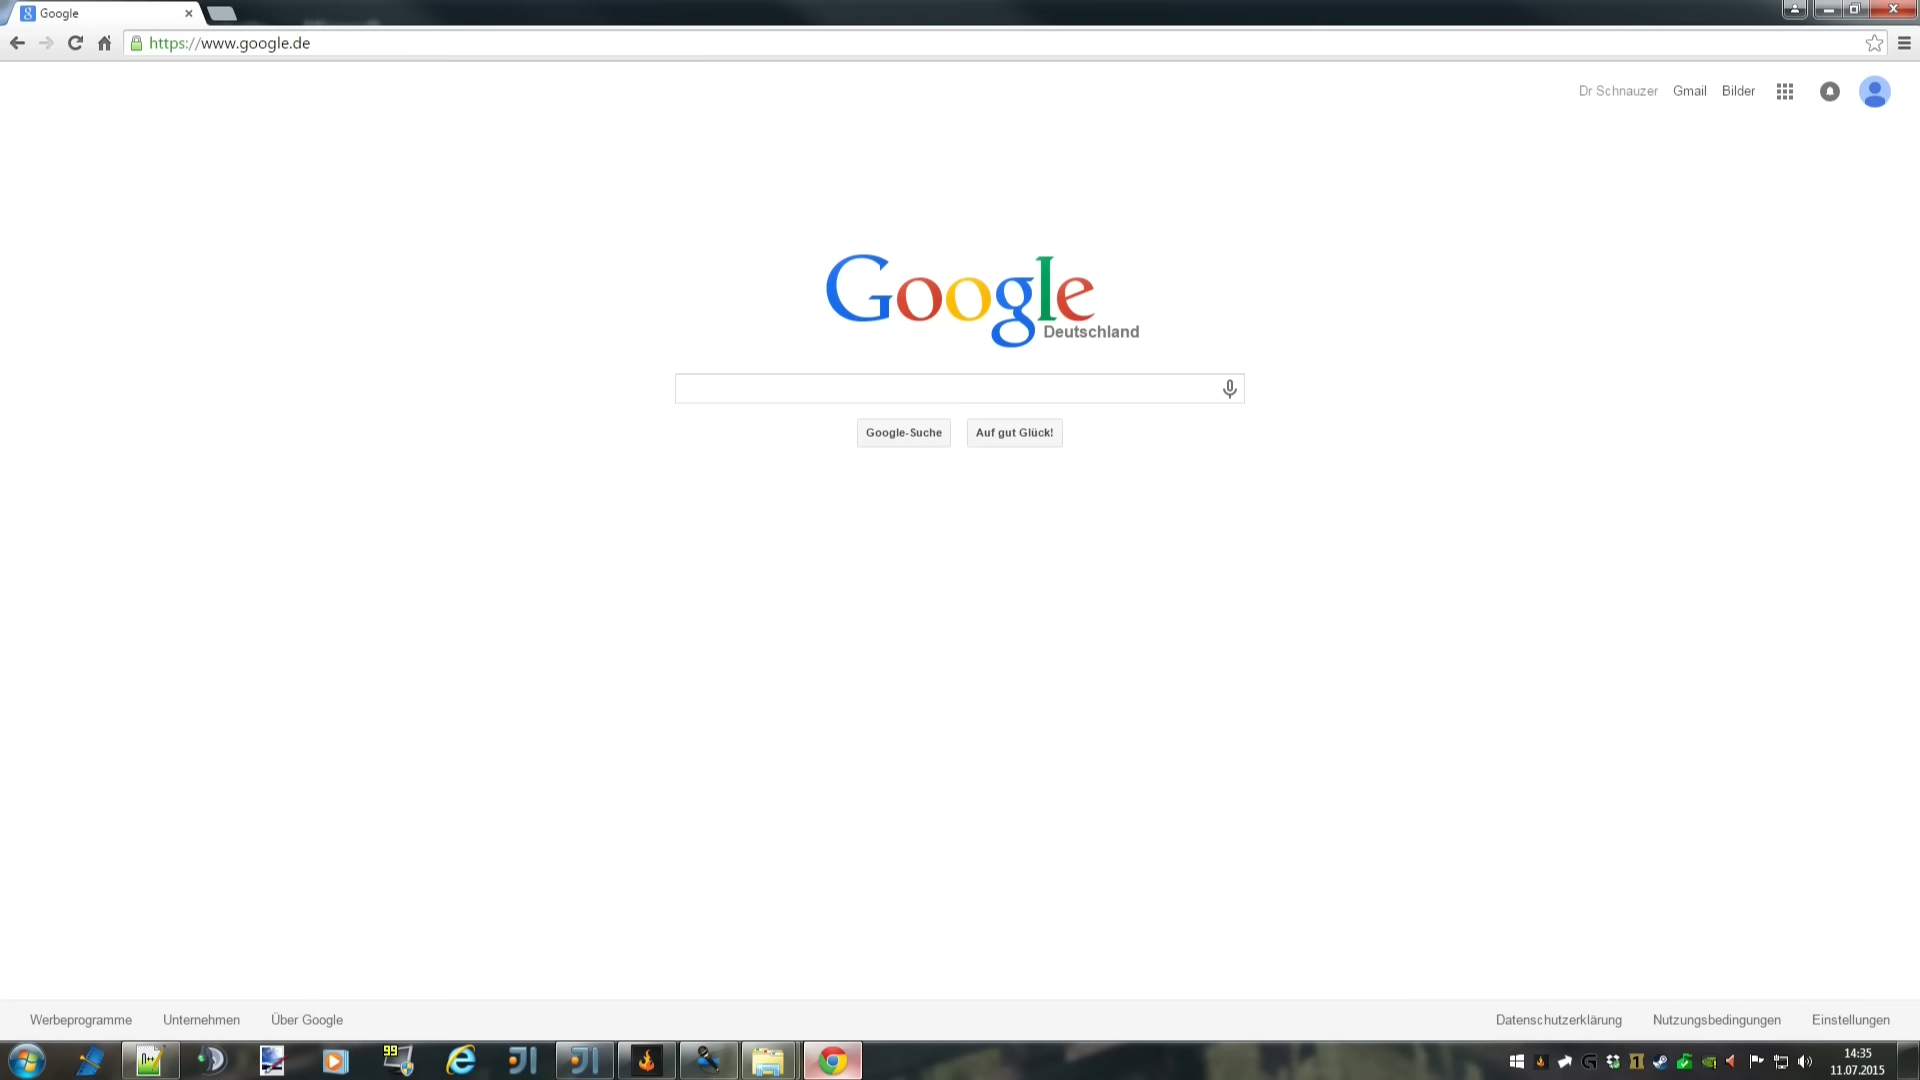 Google
https://www.google.de
Dr Schnauzer Gmail Bilder
Google
Deutschland
Google-Suche Auf gut Glück!
Werbeprogramme Unternehmen Über Google Datenschutzerklärung Nutzungsbedingungen Einstellungen
99
14:35
11.07.2015